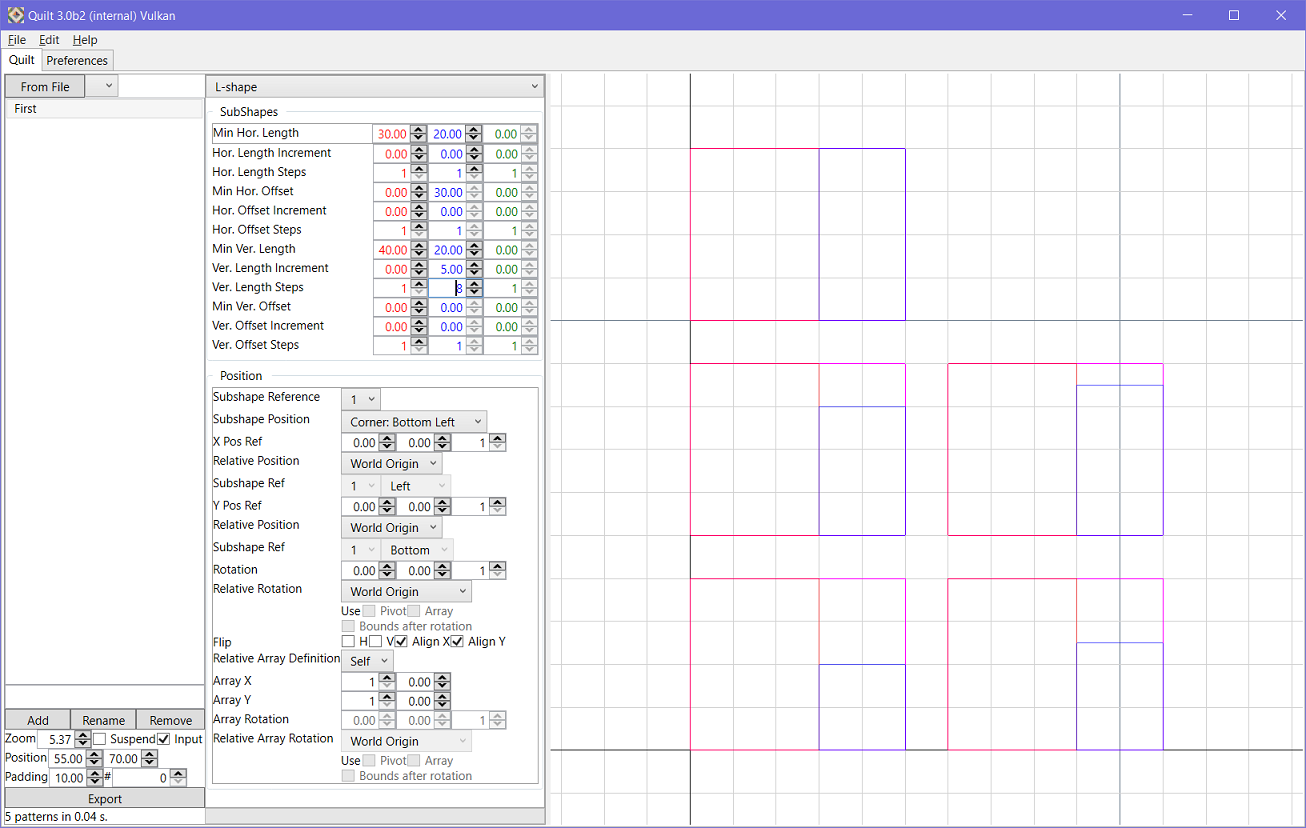 Quilt 3.0b2 (internal) Vulkan
File Edit Help
Quilt Preferences
From File
First
L-shape
SubShapes
Min Hor. Length 30.00 20.00 0.00
Hor. Length Increment 0.00 0.00 0.00
Hor. Length Steps 1 1 1
Min Hor. Offset 0.00 30.00 0.00
Hor. Offset Increment 0.00 0.00 0.00
Hor. Offset Steps 1 1 1
Min Ver. Length 40.00 20.00 0.00
Ver. Length Increment 0.00 5.00 0.00
Ver. Length Steps 1 8 1
Min Ver. Offset 0.00 0.00 0.00
Ver. Offset Increment 0.00 0.00 0.00
Ver. Offset Steps 1 1 1
Position
Subshape Reference 1
Subshape Position Corner: Bottom Left
X Pos Ref 0.00 0.00 1
Relative Position World Origin
Subshape Ref 1 Left
Y Pos Ref 0.00 0.00 1
Relative Position World Origin
Subshape Ref 1 Bottom
Rotation 0.00 0.00 1
Relative Rotation World Origin
Use Pivot Array
Bounds after rotation
Flip H V Align X Align Y
Relative Array Definition Self
Array X 1 0.00
Array Y 1 0.00
Array Rotation 0.00 0.00 1
Relative Array Rotation World Origin
Use Pivot Array
Bounds after rotation
Add Rename Remove
Zoom 5.37 Suspend Input
Position 55.00 70.00
Padding 10.00 # 0
Export
5 patterns in 0.04 s.